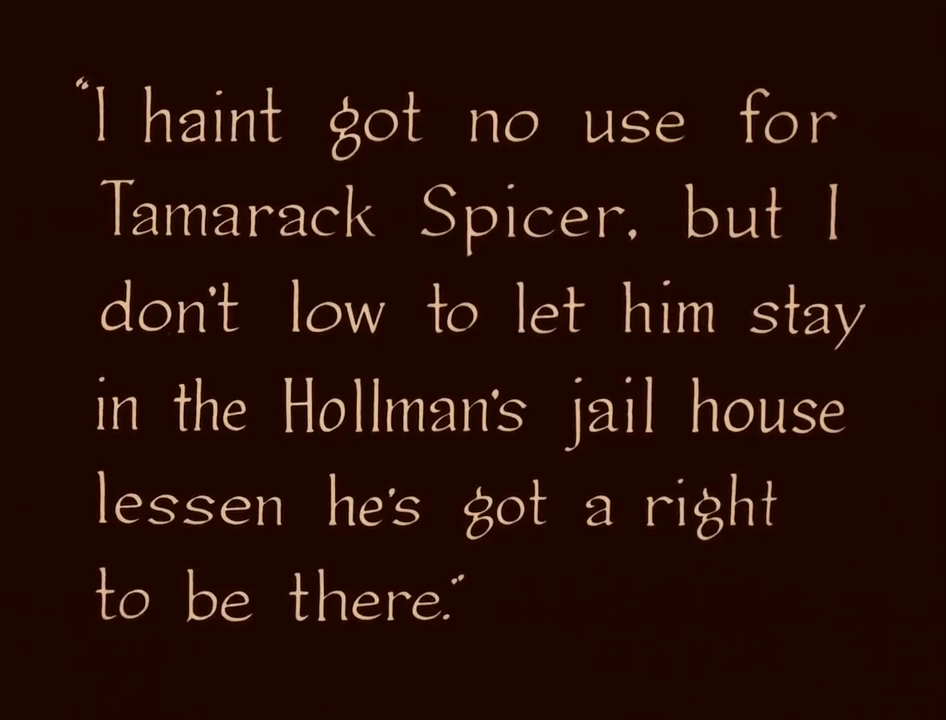 "I haint got no use for
Tamarack Spicer, but I
don't low to let him stay
in the Hollman's jail house
lessen he's got a right
to be there."